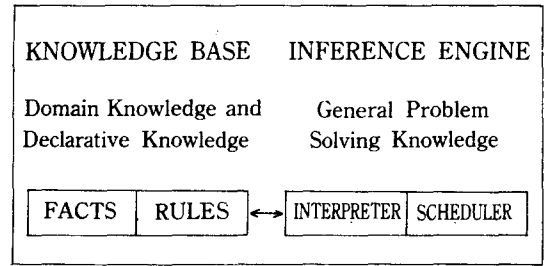 KNOWLEDGE BASE INFERENCE ENGINE
Domain Knowledge and General Problem
Declarative Knowledge Solving Knowledge
FACTS RULES INTERPRETER SCHEDULER